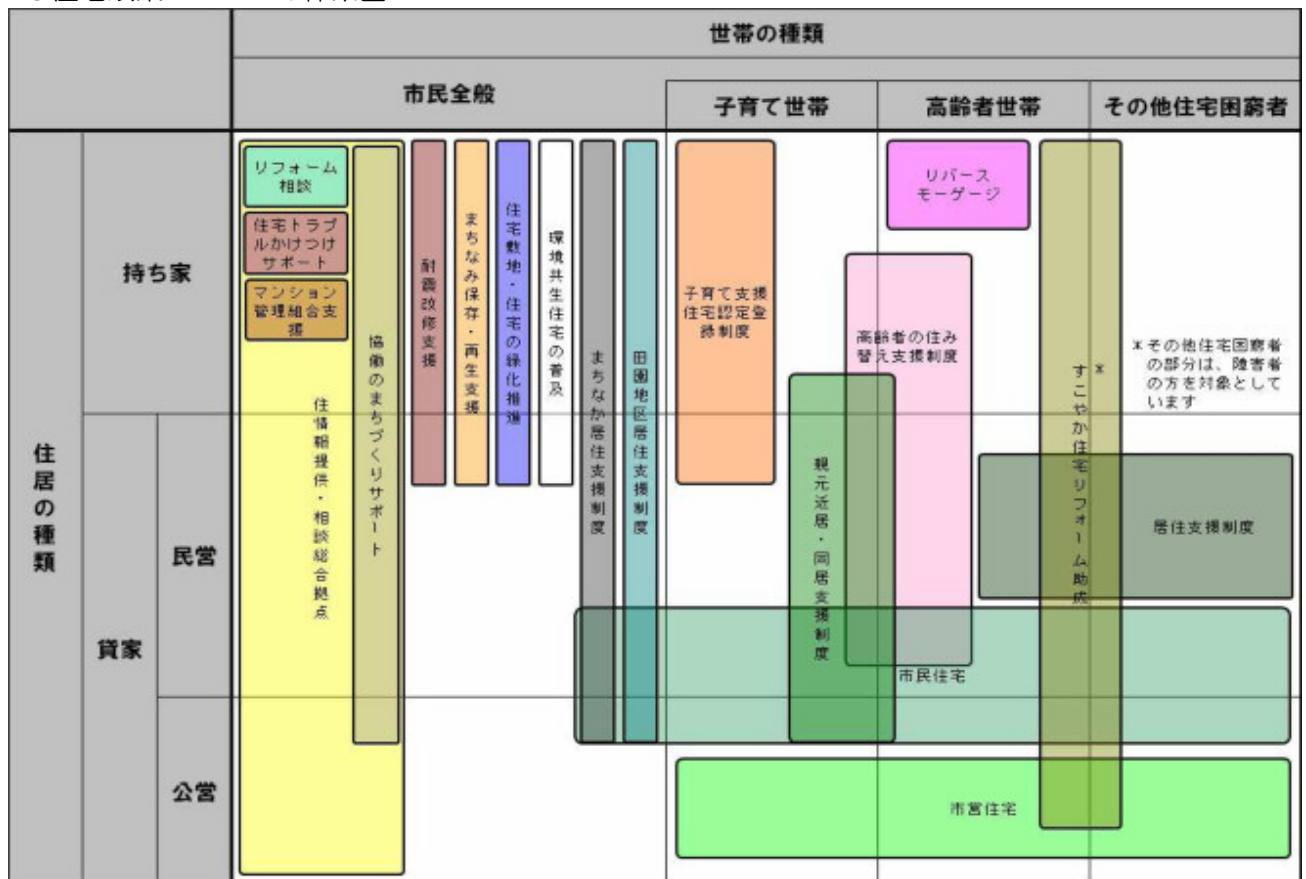 世帯の種類
市民全般
子育て世帯
高齢者世帯
その他住宅困窮者
住居の種類
持ち家
貸家
民営
公営
リフォーム
相談
住宅トラブ
ルかけつけ
サポート
マンション
管理組合支
援
住情報提供・相談総合拠点
協働のまちづくりサポート
耐震改修支援
まちなみ保存・再生支援
住宅敷地・住宅の緑化推進
環境共生住宅の普及
まちなか居住支援制度
田園地区居住支援制度
子育て支援
住宅認定登
録制度
親元近居・同居支援制度
リバース
モーゲージ
高齢者の住み
替え支援制度
すこやか住宅リフォーム助成
*
*その他住宅困窮者
の部分は、障害者
の方を対象として
います
居住支援制度
市民住宅
市営住宅